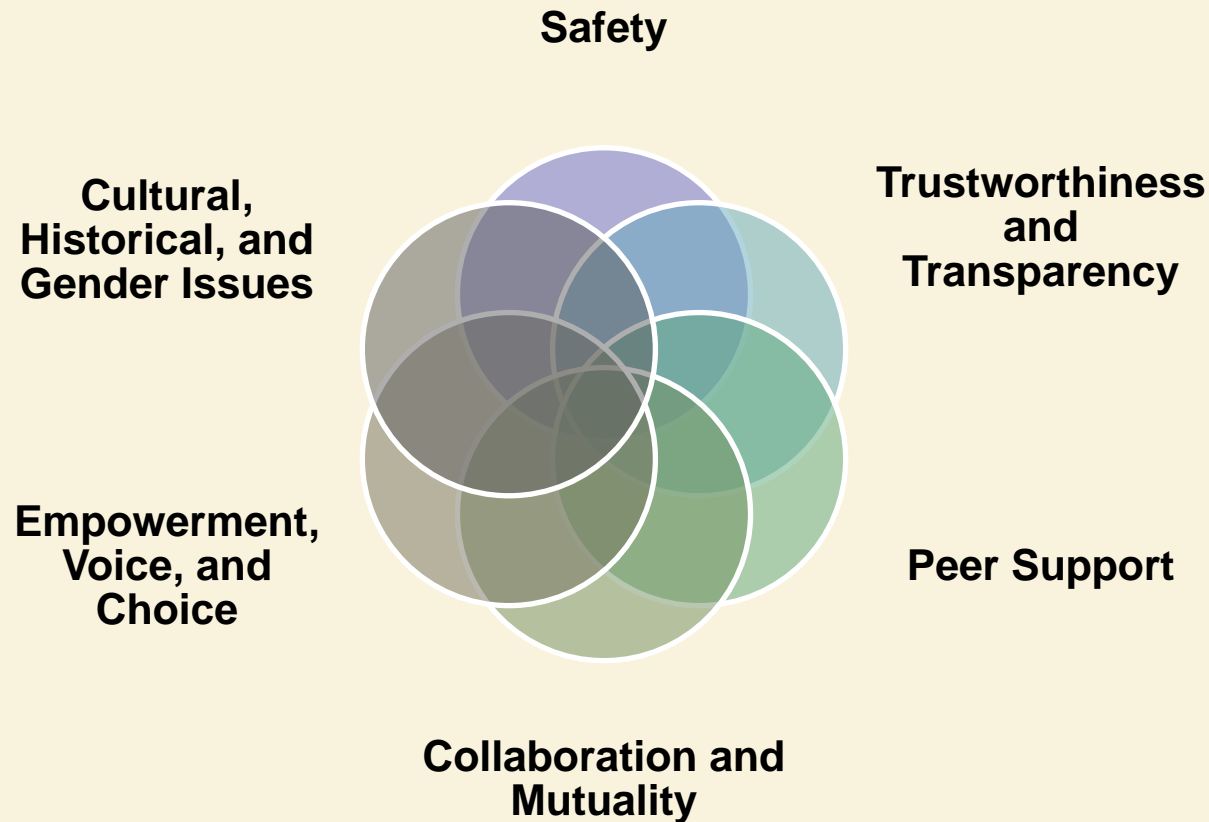 Safety
Trustworthiness
and
Transparency
Peer Support
Collaboration and
Mutuality
Empowerment,
Voice, and
Choice
Cultural,
Historical, and
Gender Issues